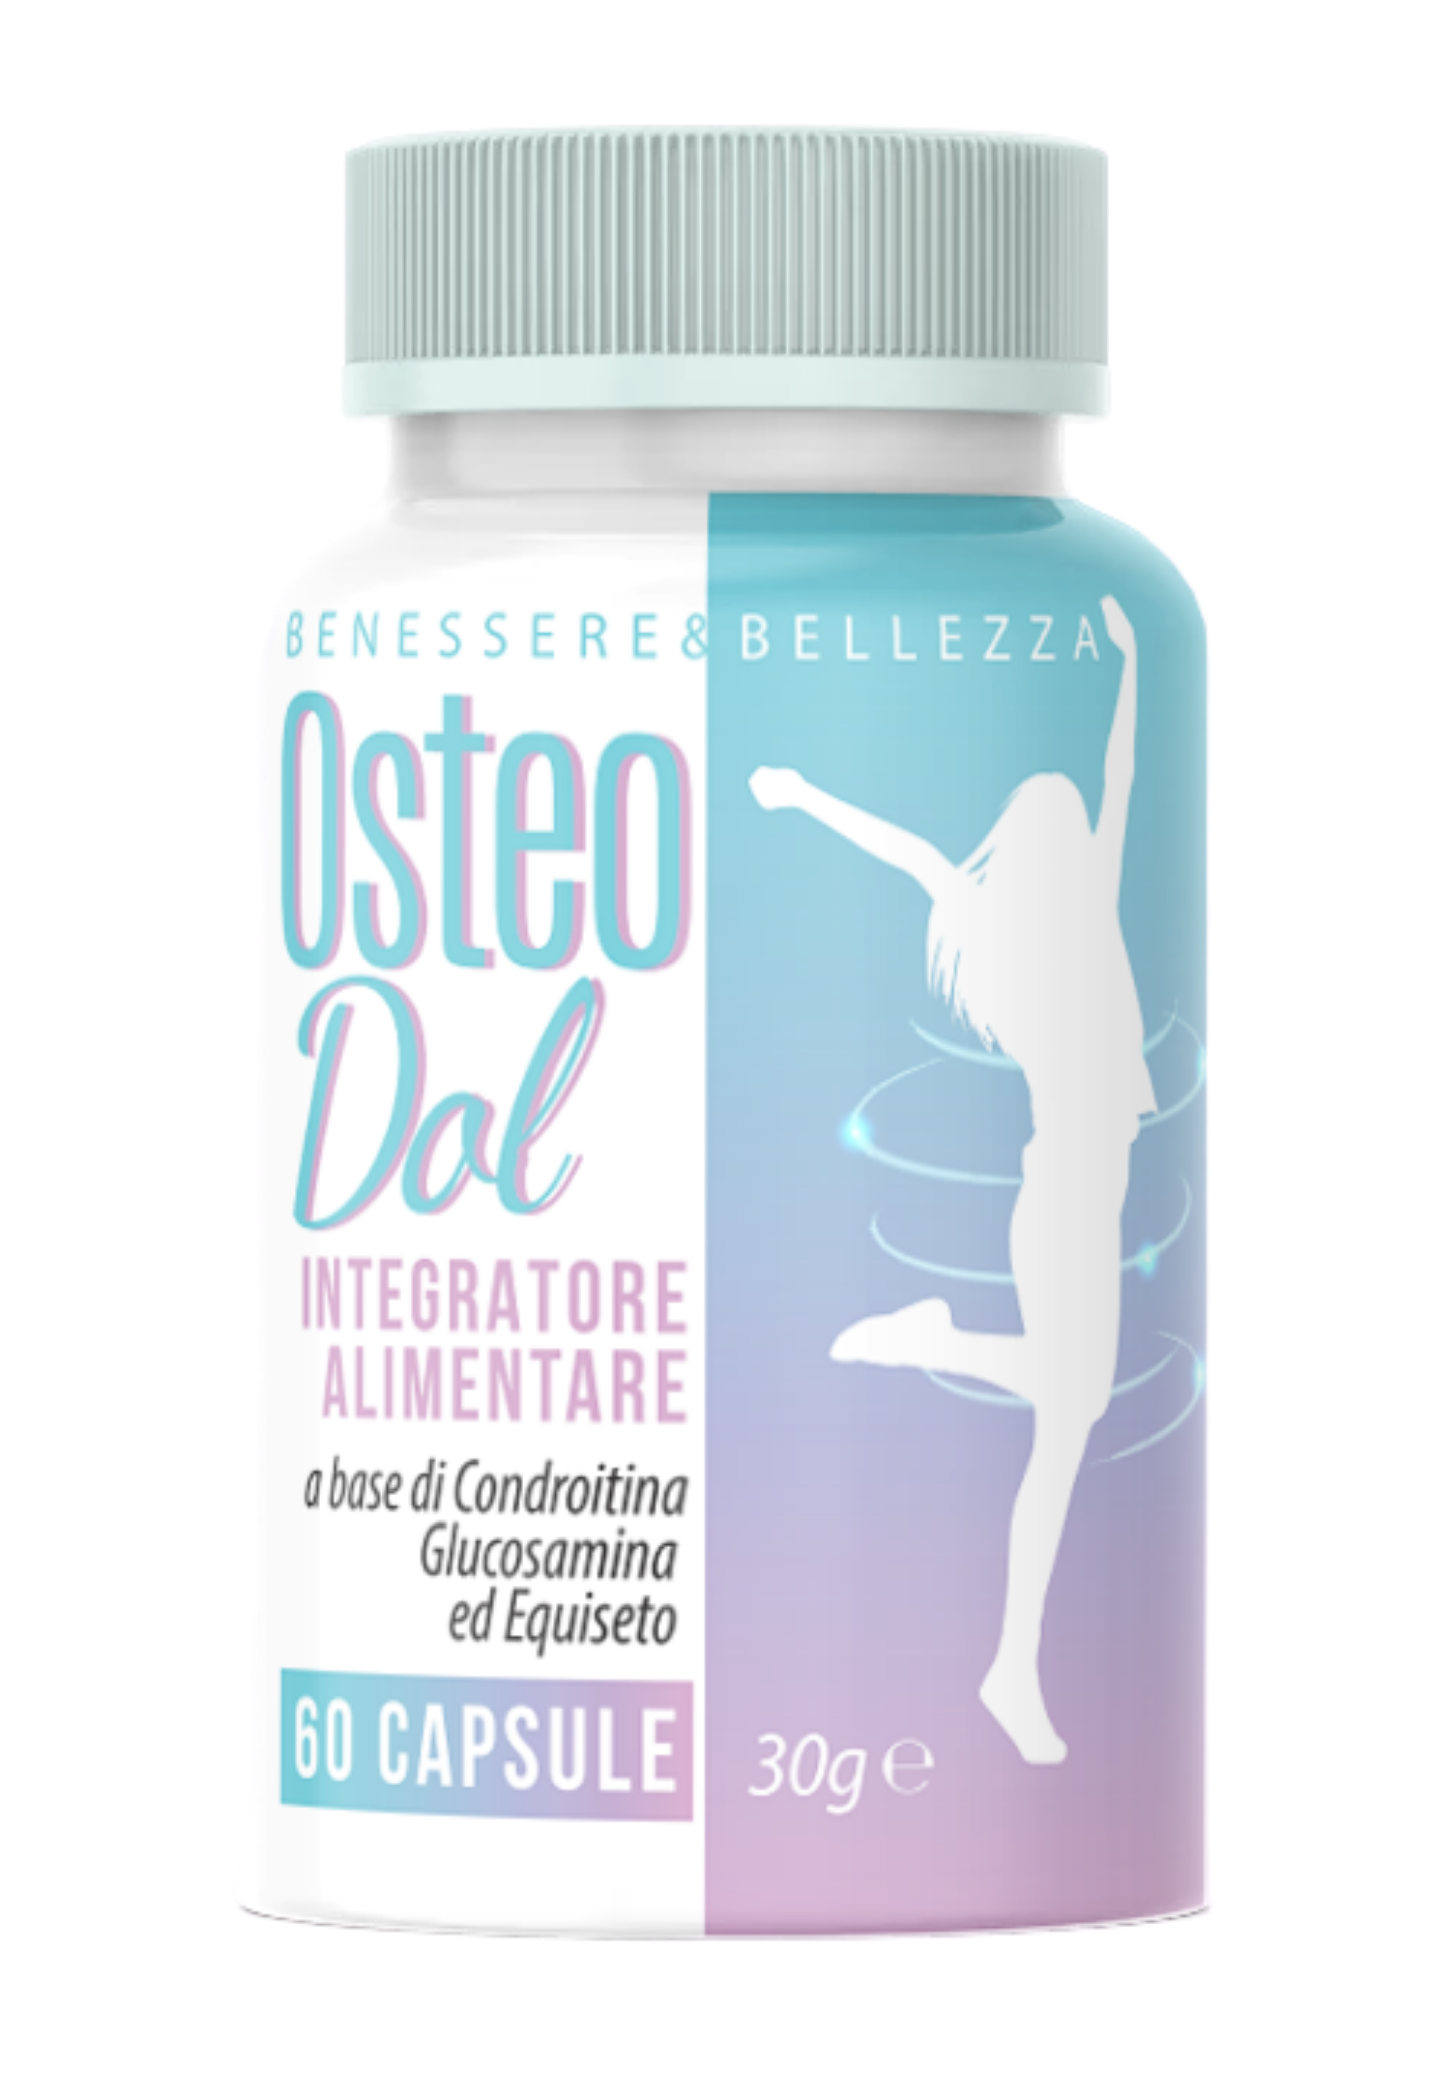 BENESSERE & BELLEZZA
Osteo
Dol
INTEGRATORE
ALIMENTARE
a base di Condroitina
Glucosamina
ed Equiseto
60 CAPSULE
30g ℮